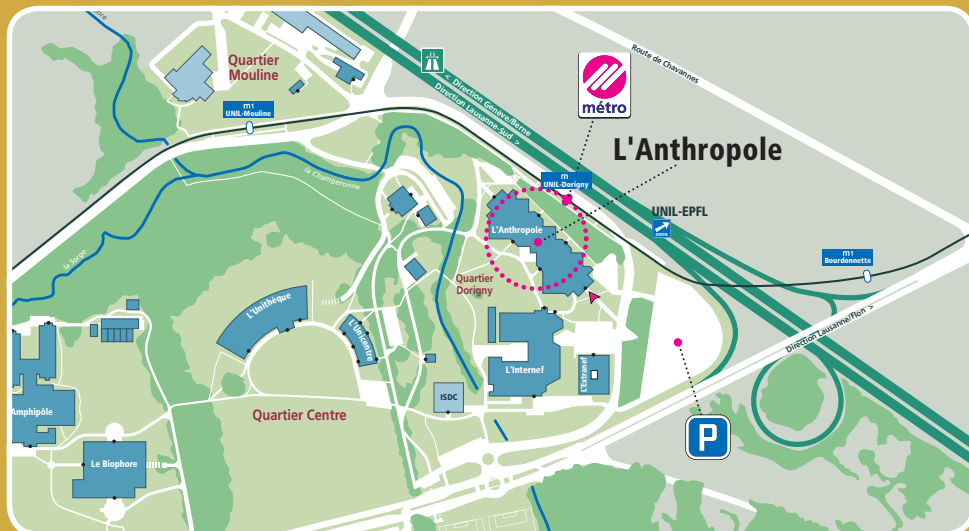 Quartier
Mouline
m1
UNIL-Mouline
< Direction Genève/Berne
Direction Lausanne-Sud >
Route de Chavannes
métro
L'Anthropole
la Chamberonne
m
UNIL-Dorigny
UNIL-EPFL
SORTIE
L'Anthropole
m1
Bourdonnette
la Sorge
Quartier
Dorigny
L'Unithèque
L'Unicentre
Direction Lausanne/Flon >
L'Internef
L'Extranef
ISDC
Amphipôle
Quartier Centre
P
Le Biophore